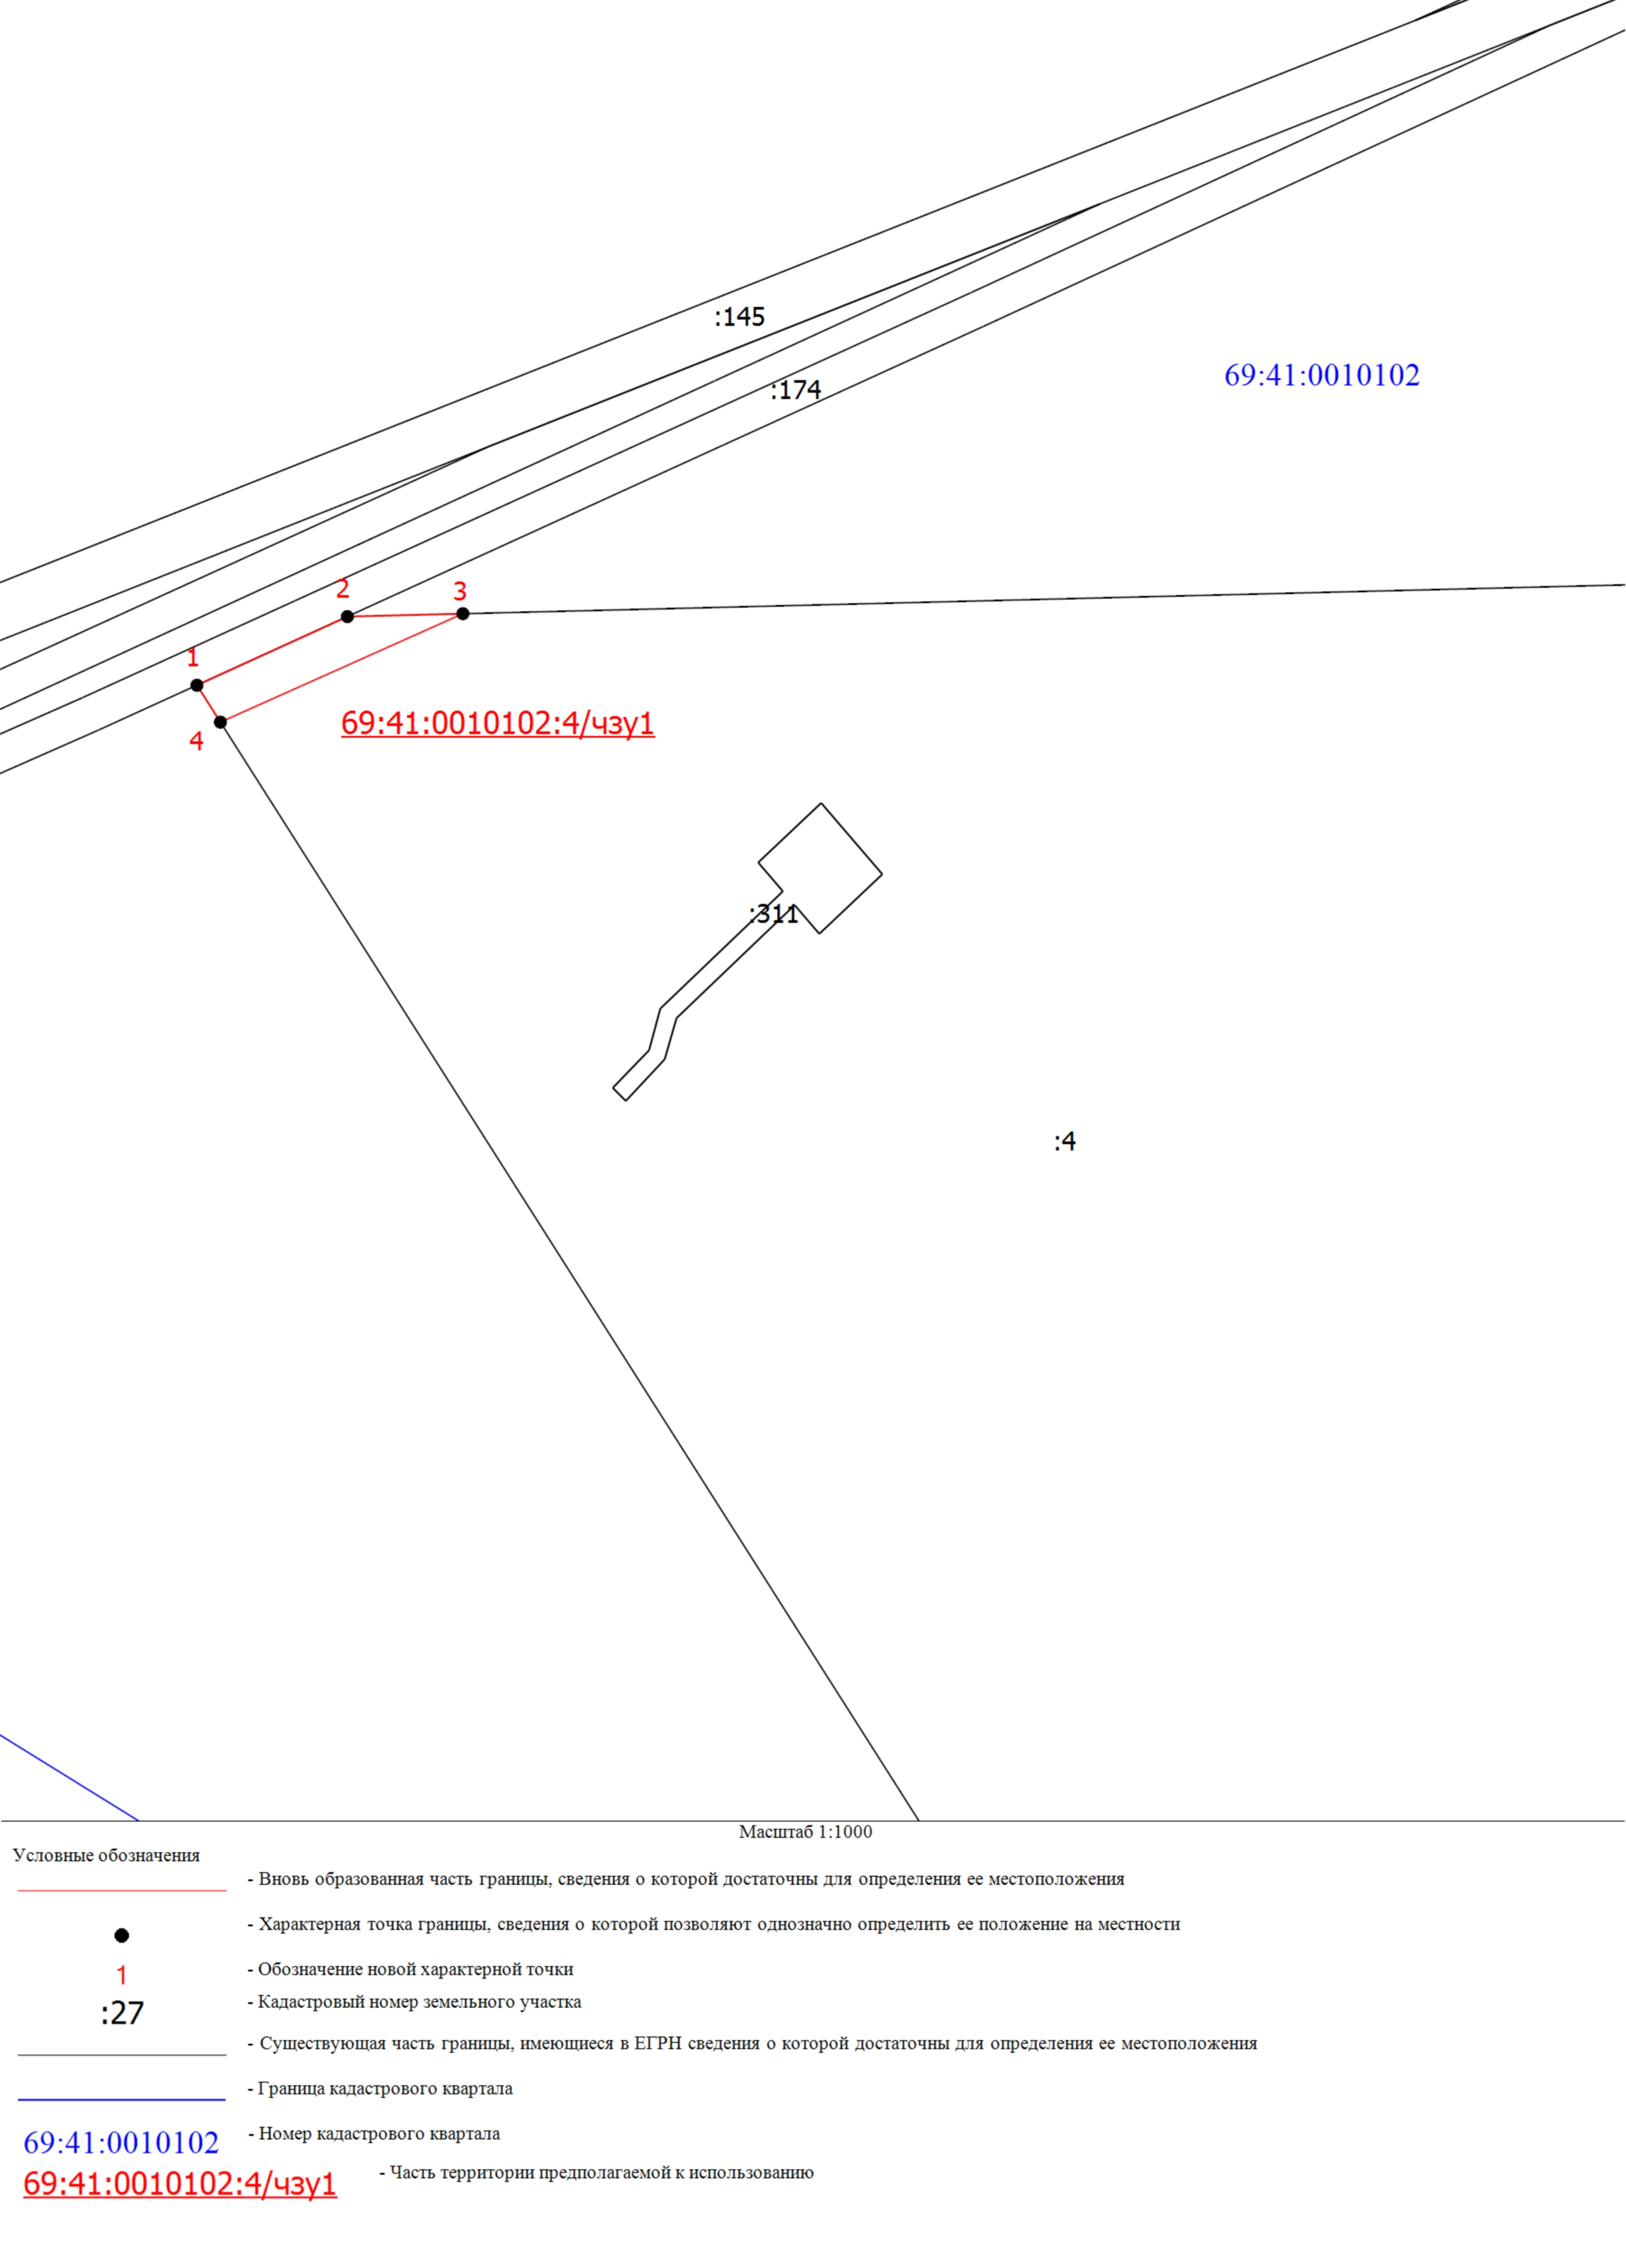 :145
69:41:0010102
:174
2
3
1
69:41:0010102:4/чзу1
4
:311
:4
Масштаб 1:1000
Условные обозначения
- Вновь образованная часть границы, сведения о которой достаточны для определения ее местоположения
- Характерная точка границы, сведения о которой позволяют однозначно определить ее положение на местности
1 - Обозначение новой характерной точки
:27 - Кадастровый номер земельного участка
- Существующая часть границы, имеющиеся в ЕГРН сведения о которой достаточны для определения ее местоположения
- Граница кадастрового квартала
69:41:0010102 - Номер кадастрового квартала
69:41:0010102:4/чзу1 - Часть территории предполагаемой к использованию